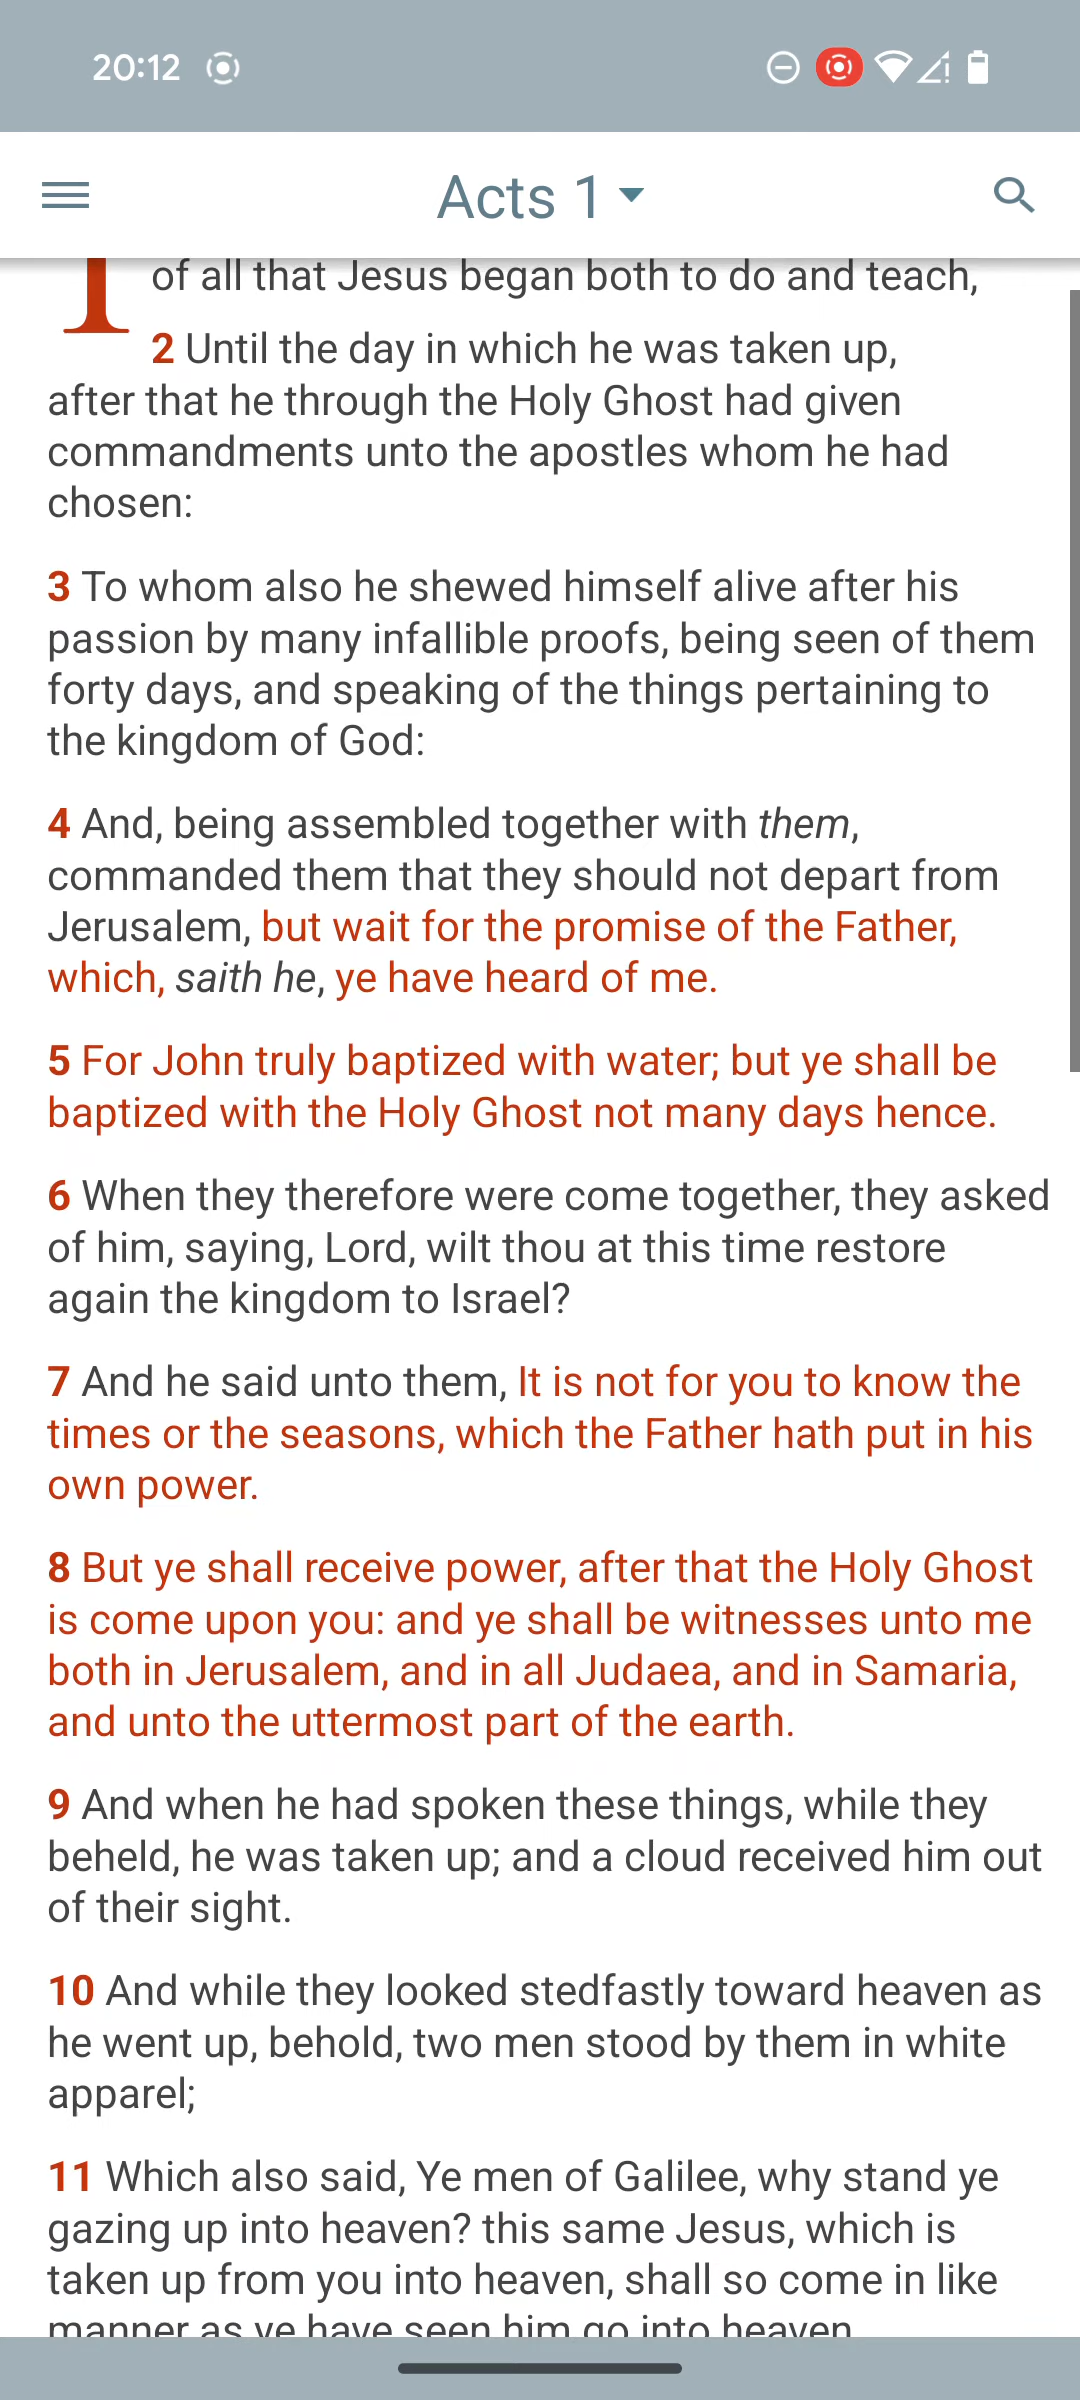 20:12
Acts 1
of all that Jesus began both to do and teach,
2 Until the day in which he was taken up,
after that he through the Holy Ghost had given
commandments unto the apostles whom he had
chosen:
3 To whom also he shewed himself alive after his
passion by many infallible proofs, being seen of them
forty days, and speaking of the things pertaining to
the kingdom of God:
4 And, being assembled together with them,
commanded them that they should not depart from
Jerusalem, but wait for the promise of the Father,
which, saith he, ye have heard of me.
5 For John truly baptized with water; but ye shall be
baptized with the Holy Ghost not many days hence.
6 When they therefore were come together, they asked
of him, saying, Lord, wilt thou at this time restore
again the kingdom to Israel?
7 And he said unto them, It is not for you to know the
times or the seasons, which the Father hath put in his
own power.
8 But ye shall receive power, after that the Holy Ghost
is come upon you: and ye shall be witnesses unto me
both in Jerusalem, and in all Judaea, and in Samaria,
and unto the uttermost part of the earth.
9 And when he had spoken these things, while they
beheld, he was taken up; and a cloud received him out
of their sight.
10 And while they looked stedfastly toward heaven as
he went up, behold, two men stood by them in white
apparel;
11 Which also said, Ye men of Galilee, why stand ye
gazing up into heaven? this same Jesus, which is
taken up from you into heaven, shall so come in like
manner as ye have seen him go into heaven